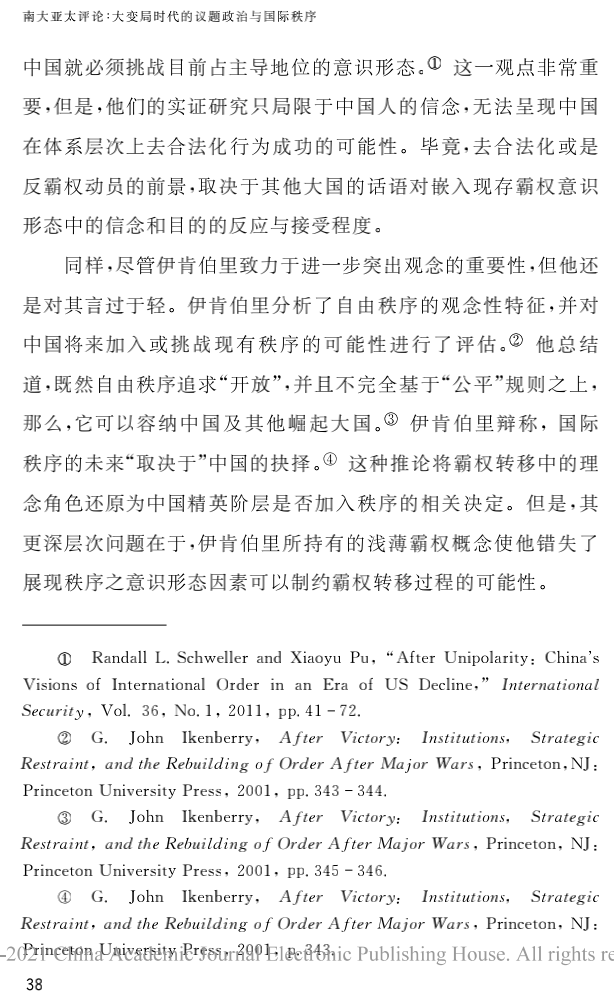 南大亚太评论:大变局时代的议题政治与国际秩序
中国就必须挑战目前占主导地位的意识形态。① 这一观点非常重
要,但是,他们的实证研究只局限于中国人的信念,无法呈现中国
在体系层次上去合法化行为成功的可能性。毕竟,去合法化或是
反霸权动员的前景,取决于其他大国的话语对嵌入现存霸权意识
形态中的信念和目的的反应与接受程度。
同样,尽管伊肯伯里致力于进一步突出观念的重要性,但他还
是对其言过于轻。伊肯伯里分析了自由秩序的观念性特征,并对
中国将来加入或挑战现有秩序的可能性进行了评估。② 他总结
道,既然自由秩序追求“开放”,并且不完全基于“公平”规则之上,
那么,它可以容纳中国及其他崛起大国。③ 伊肯伯里辩称, 国际
秩序的未来“取决于”中国的抉择。④ 这种推论将霸权转移中的理
念角色还原为中国精英阶层是否加入秩序的相关决定。但是,其
更深层次问题在于,伊肯伯里所持有的浅薄霸权概念使他错失了
展现秩序之意识形态因素可以制约霸权转移过程的可能性。
① Randall L. Schweller and Xiaoyu Pu, “After Unipolarity: China's
Visions of International Order in an Era of US Decline,” International
Security, Vol. 36, No. 1, 2011, pp. 41-72.
② G. John Ikenberry, After Victory: Institutions, Strategic
Restraint, and the Rebuilding of Order After Major Wars, Princeton, NJ:
Princeton University Press, 2001, pp. 343-344.
③ G. John Ikenberry, After Victory: Institutions, Strategic
Restraint, and the Rebuilding of Order After Major Wars, Princeton, NJ:
Princeton University Press, 2001, pp. 345-346.
④ G. John Ikenberry, After Victory: Institutions, Strategic
Restraint, and the Rebuilding of Order After Major Wars, Princeton, NJ:
Princeton University Press, 2001, p. 343.
-2021 China Academic Journal Electronic Publishing House. All rights re
38